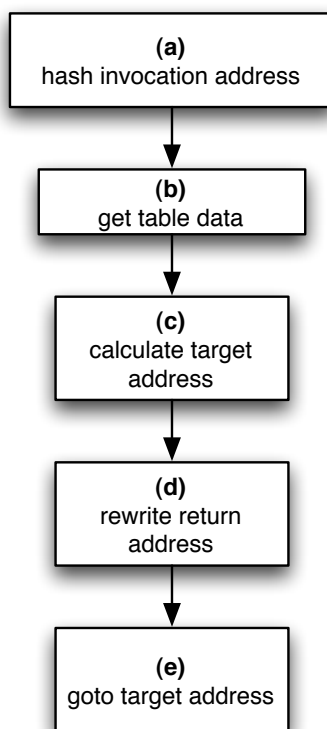 (a)
hash invocation address
(b)
get table data
(c)
calculate target
address
(d)
rewrite return
address
(e)
goto target address